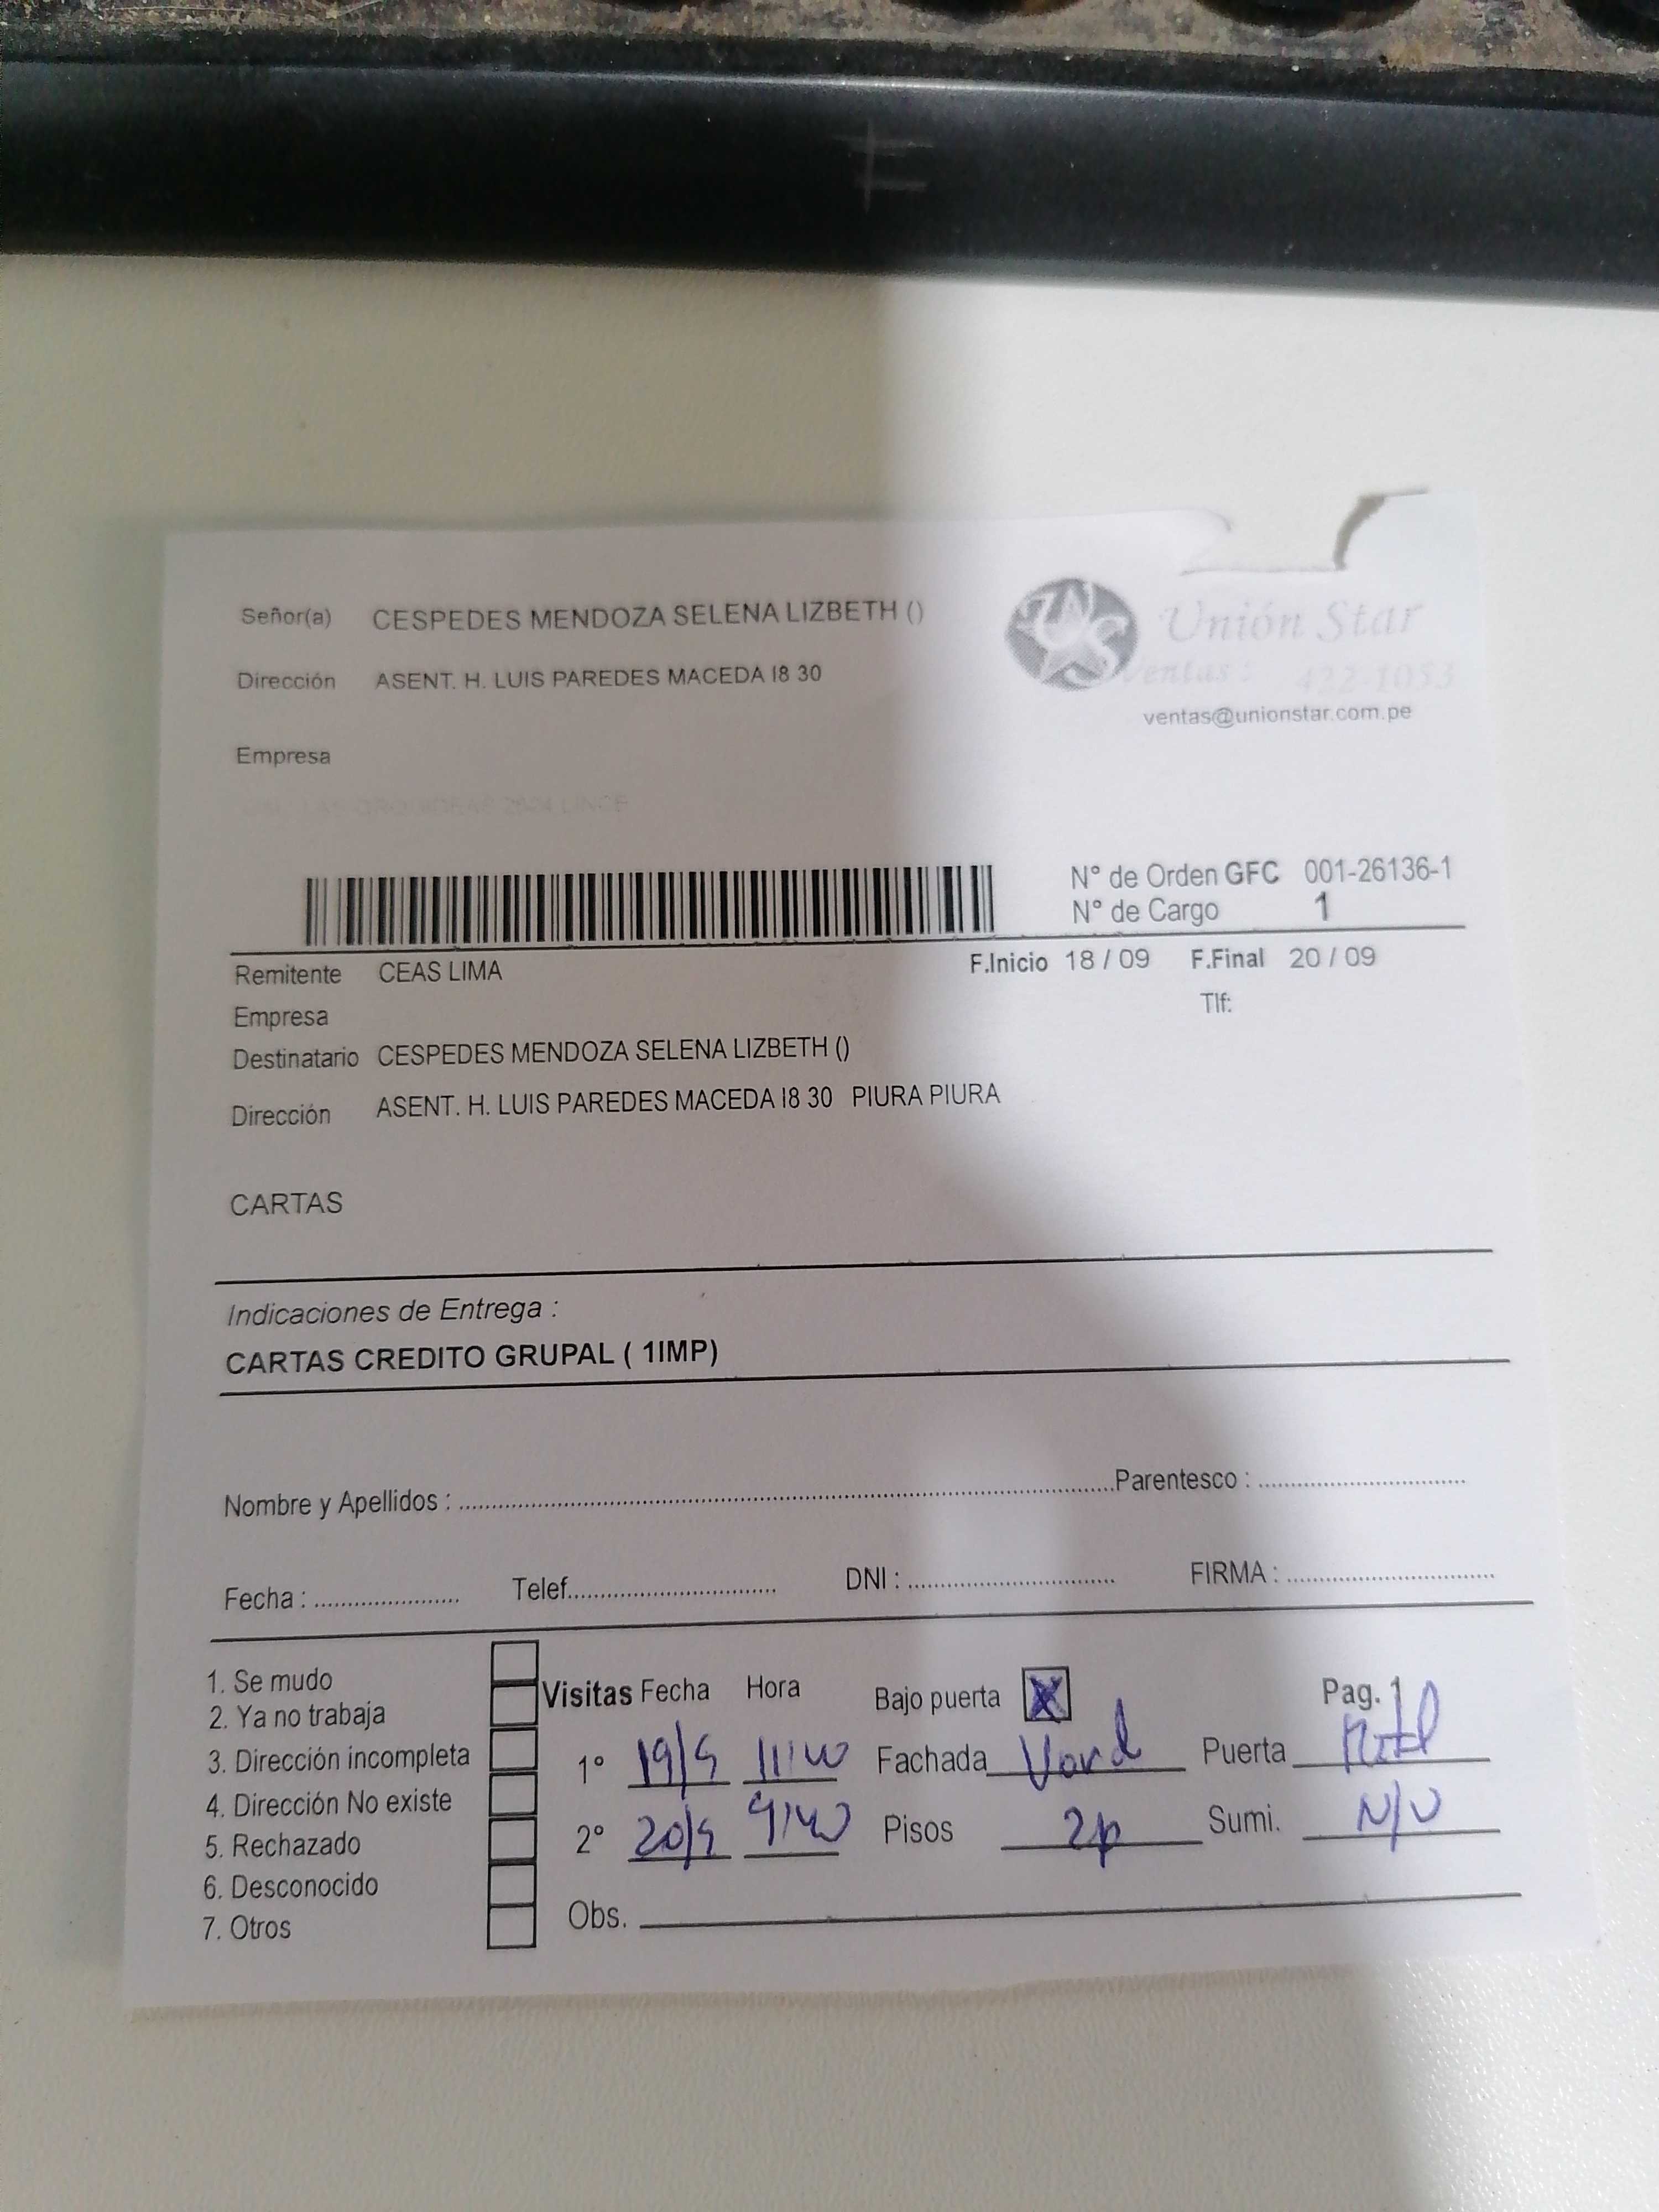 Señor(a) CESPEDES MENDOZA SELENA LIZBETH ()
Unión Star
Dirección ASENT. H. LUIS PAREDES MACEDA I8 30
Ventas : 422-1053
ventas@unionstar.com.pe
Empresa
LINCE
N° de Orden GFC 001-26136-1
N° de Cargo 1
Remitente CEAS LIMA F.Inicio 18 / 09 F.Final 20 / 09
Empresa Tlf:
Destinatario CESPEDES MENDOZA SELENA LIZBETH ()
Dirección ASENT. H. LUIS PAREDES MACEDA I8 30 PIURA PIURA
CARTAS
Indicaciones de Entrega :
CARTAS CREDITO GRUPAL ( 1IMP)
Nombre y Apellidos : Parentesco :
Fecha : Telef. DNI : FIRMA :
1. Se mudo
2. Ya no trabaja
3. Dirección incompleta
4. Dirección No existe
5. Rechazado
6. Desconocido
7. Otros
Visitas Fecha Hora Bajo puerta X Pag. 1
1° 19/9 11:40 Fachada Verd Puerta Mtl
2° 20/9 9:40 Pisos 2p Sumi. N/V
Obs.